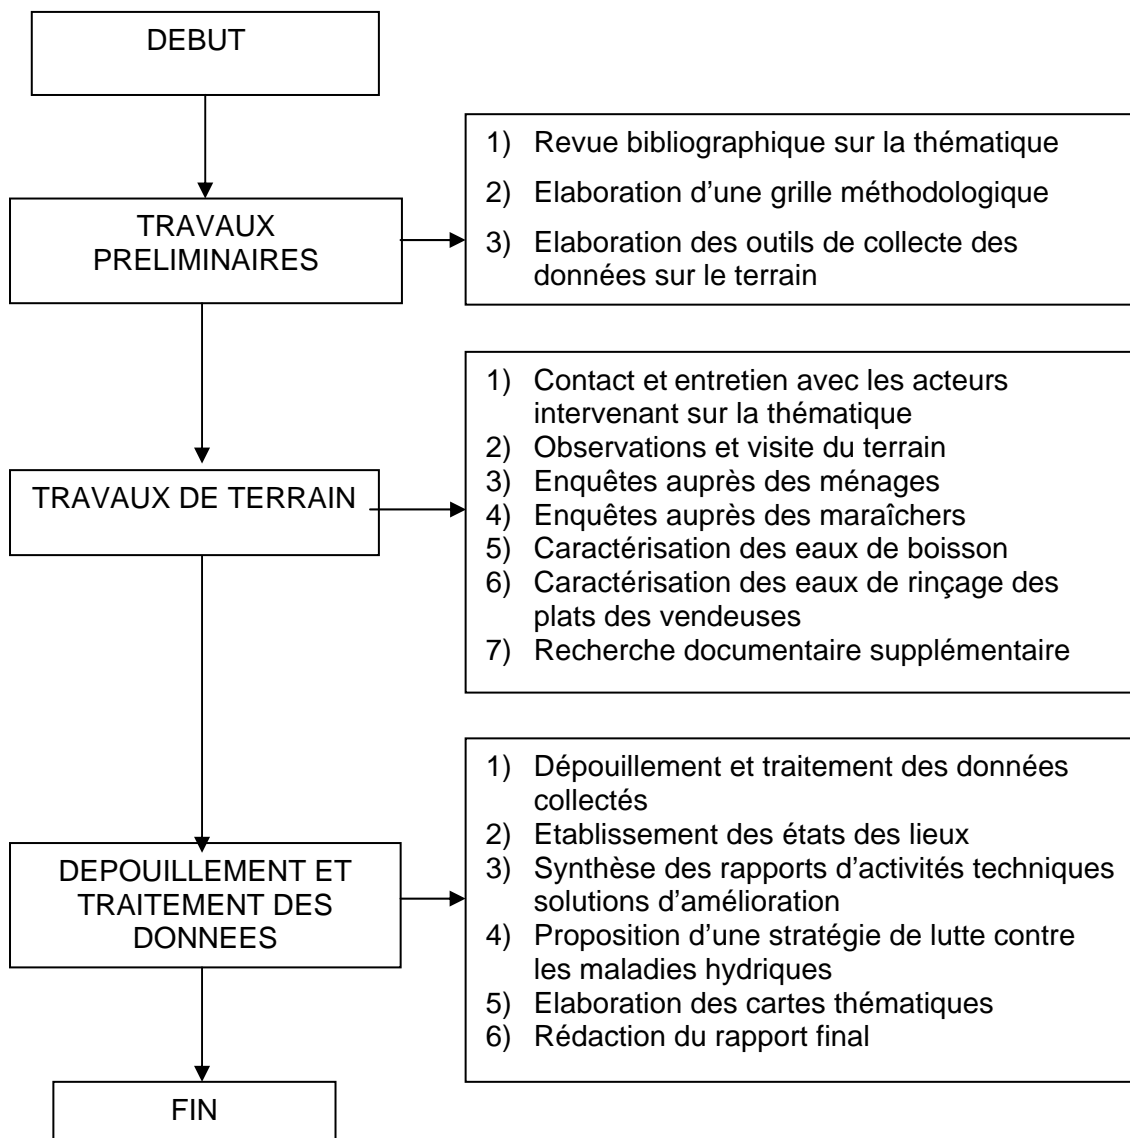 DEBUT
TRAVAUX
PRELIMINAIRES
1) Revue bibliographique sur la thématique
2) Elaboration d’une grille méthodologique
3) Elaboration des outils de collecte des
données sur le terrain
TRAVAUX DE TERRAIN
1) Contact et entretien avec les acteurs
intervenant sur la thématique
2) Observations et visite du terrain
3) Enquêtes auprès des ménages
4) Enquêtes auprès des maraîchers
5) Caractérisation des eaux de boisson
6) Caractérisation des eaux de rinçage des
plats des vendeuses
7) Recherche documentaire supplémentaire
DEPOUILLEMENT ET
TRAITEMENT DES
DONNEES
1) Dépouillement et traitement des données
collectés
2) Etablissement des états des lieux
3) Synthèse des rapports d’activités techniques
solutions d’amélioration
4) Proposition d’une stratégie de lutte contre
les maladies hydriques
5) Elaboration des cartes thématiques
6) Rédaction du rapport final
FIN